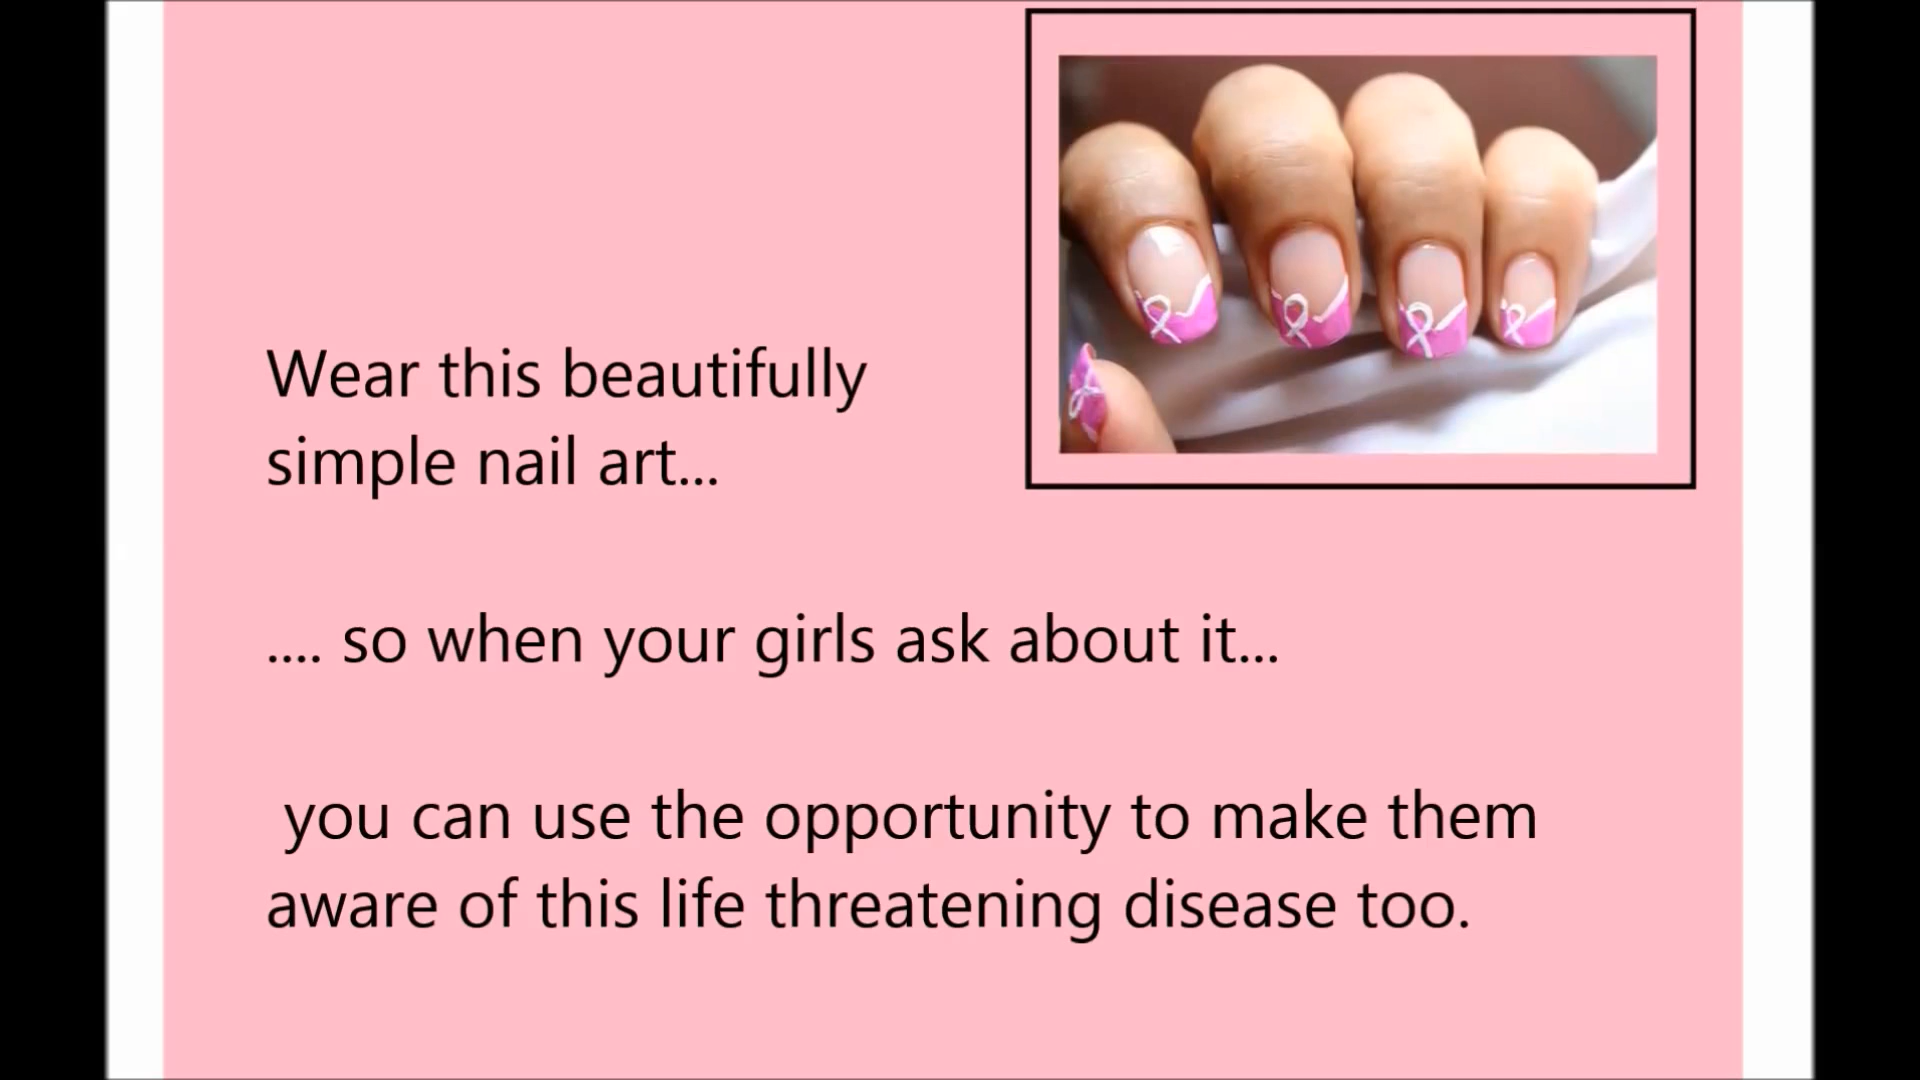 Wear this beautifully
simple nail art...
.... so when your girls ask about it...
you can use the opportunity to make them
aware of this life threatening disease too.